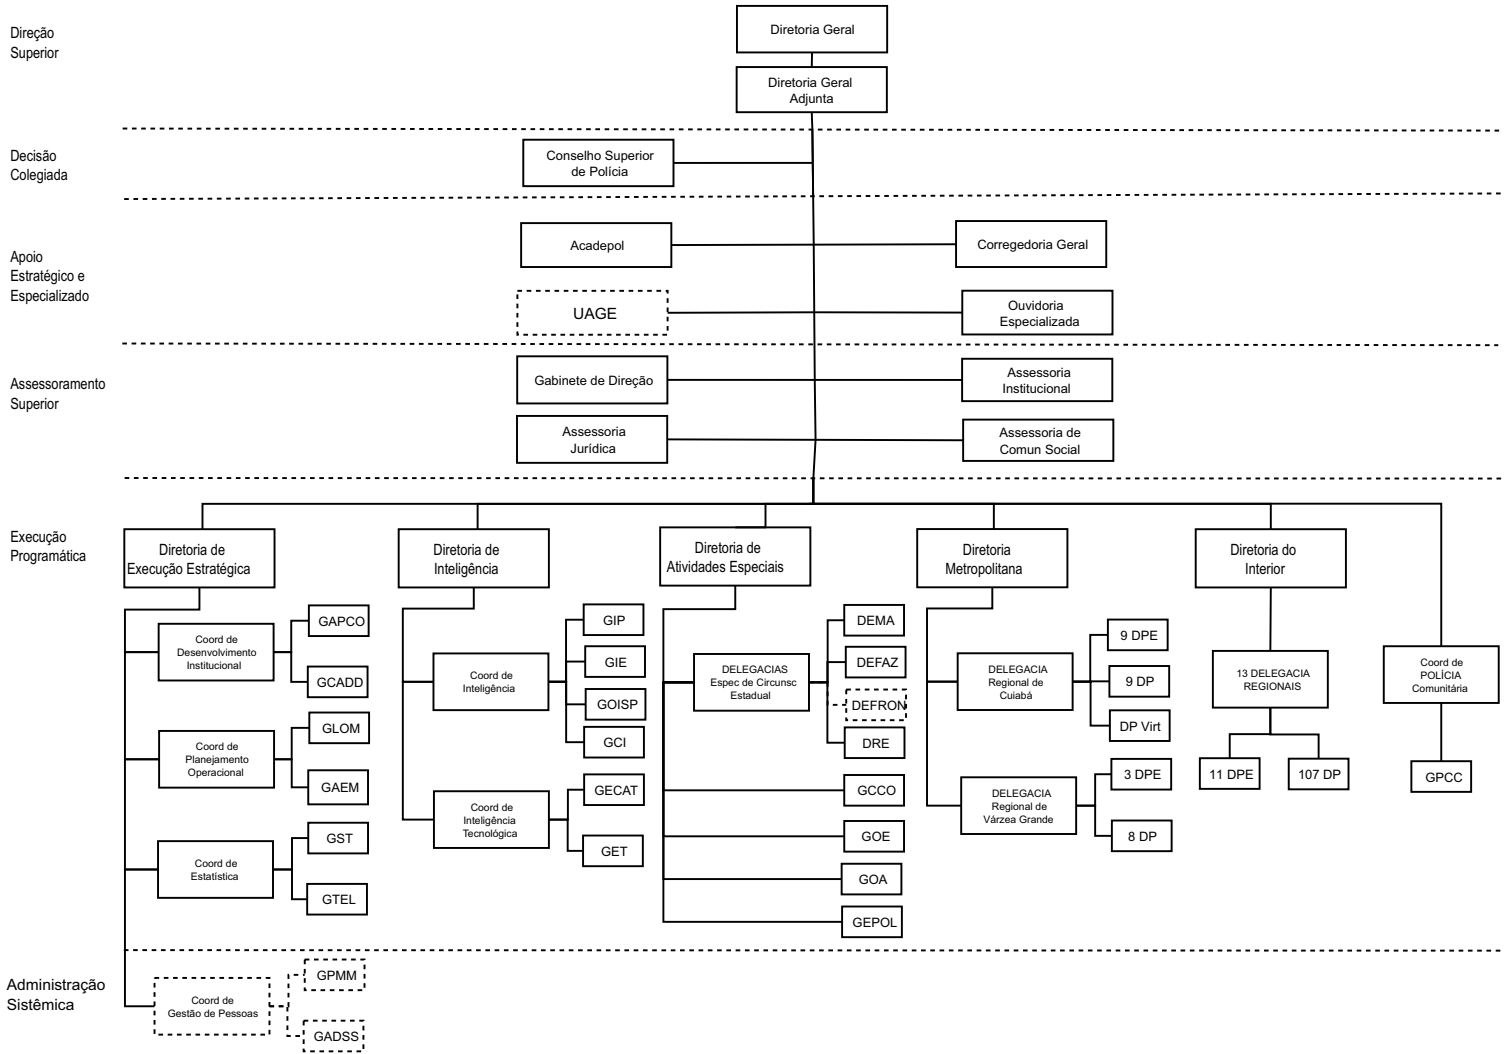 Direção
Superior
Diretoria Geral
Diretoria Geral
Adjunta
Decisão
Colegiada
Conselho Superior
de Polícia
Apoio
Estratégico e
Especializado
Acadepol
Corregedoria Geral
UAGE
Ouvidoria
Especializada
Assessoramento
Superior
Gabinete de Direção
Assessoria
Institucional
Assessoria
Jurídica
Assessoria de
Comun Social
Execução
Programática
Diretoria de
Execução Estratégica
Diretoria de
Inteligência
Diretoria de
Atividades Especiais
Diretoria
Metropolitana
Diretoria do
Interior
Coord de
Desenvolvimento
Institucional
GAPCO
GCADD
Coord de
Planejamento
Operacional
GLOM
GAEM
Coord de
Estatística
GST
GTEL
Coord de
Inteligência
GIP
GIE
GOISP
GCI
Coord de
Inteligência
Tecnológica
GECAT
GET
DELEGACIAS
Espec de Circunsc
Estadual
DEMA
DEFAZ
DEFRON
DRE
GCCO
GOE
GOA
GEPOL
DELEGACIA
Regional de
Cuiabá
9 DPE
9 DP
DP Virt
DELEGACIA
Regional de
Várzea Grande
3 DPE
8 DP
13 DELEGACIA
REGIONAIS
11 DPE
107 DP
Coord de
POLÍCIA
Comunitária
GPCC
Administração
Sistêmica
Coord de
Gestão de Pessoas
GPMM
GADSS